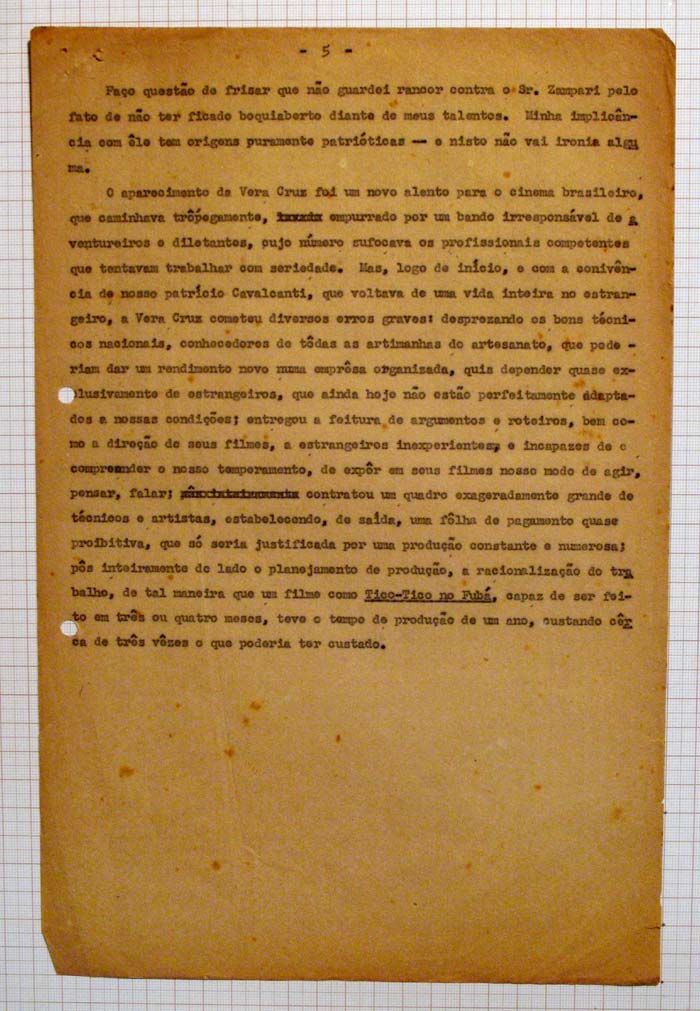 - 5 -
Faço questão de frisar que não guardei rancor contra o Sr. Zampari pelo
fato de não ter ficado boquiaberto diante de meus talentos. Minha implicân-
cia com êle tem origens puramente patrióticas — e nisto não vai ironia algu
ma.
O aparecimento da Vera Cruz foi um novo alento para o cinema brasileiro,
que caminhava trôpegamente, empurrado por um bando irresponsável de a
ventureiros e diletantes, cujo número sufocava os profissionais competentes
que tentavam trabalhar com seriedade. Mas, logo de início, e com a conivên-
cia de nosso patrício Cavalcanti, que voltava de uma vida inteira no estran-
geiro, a Vera Cruz cometeu diversos erros graves: desprezando os bons técni-
cos nacionais, conhecedores de tôdas as artimanhas do artesanato, que pode -
riam dar um rendimento novo numa emprêsa organizada, quis depender quase ex-
clusivamente de estrangeiros, que ainda hoje não estão perfeitamente adapta-
dos a nossas condições; entregou a feitura de argumentos e roteiros, bem co-
mo a direção de seus filmes, a estrangeiros inexperientes, e incapazes de c
compreender o nosso temperamento, de expôr em seus filmes nosso modo de agir,
pensar, falar; contratou um quadro exageradamente grande de
técnicos e artistas, estabelecendo, de saída, uma fôlha de pagamento quase
proibitiva, que só seria justificada por uma produção constante e numerosa;
pôs inteiramente de lado o planejamento de produção, a racionalização do tra
balho, de tal maneira que um filme como Tico-Tico no Fubá, capaz de ser fei-
to em três ou quatro meses, teve o tempo de produção de um ano, custando cêr
ca de três vêzes o que poderia ter custado.